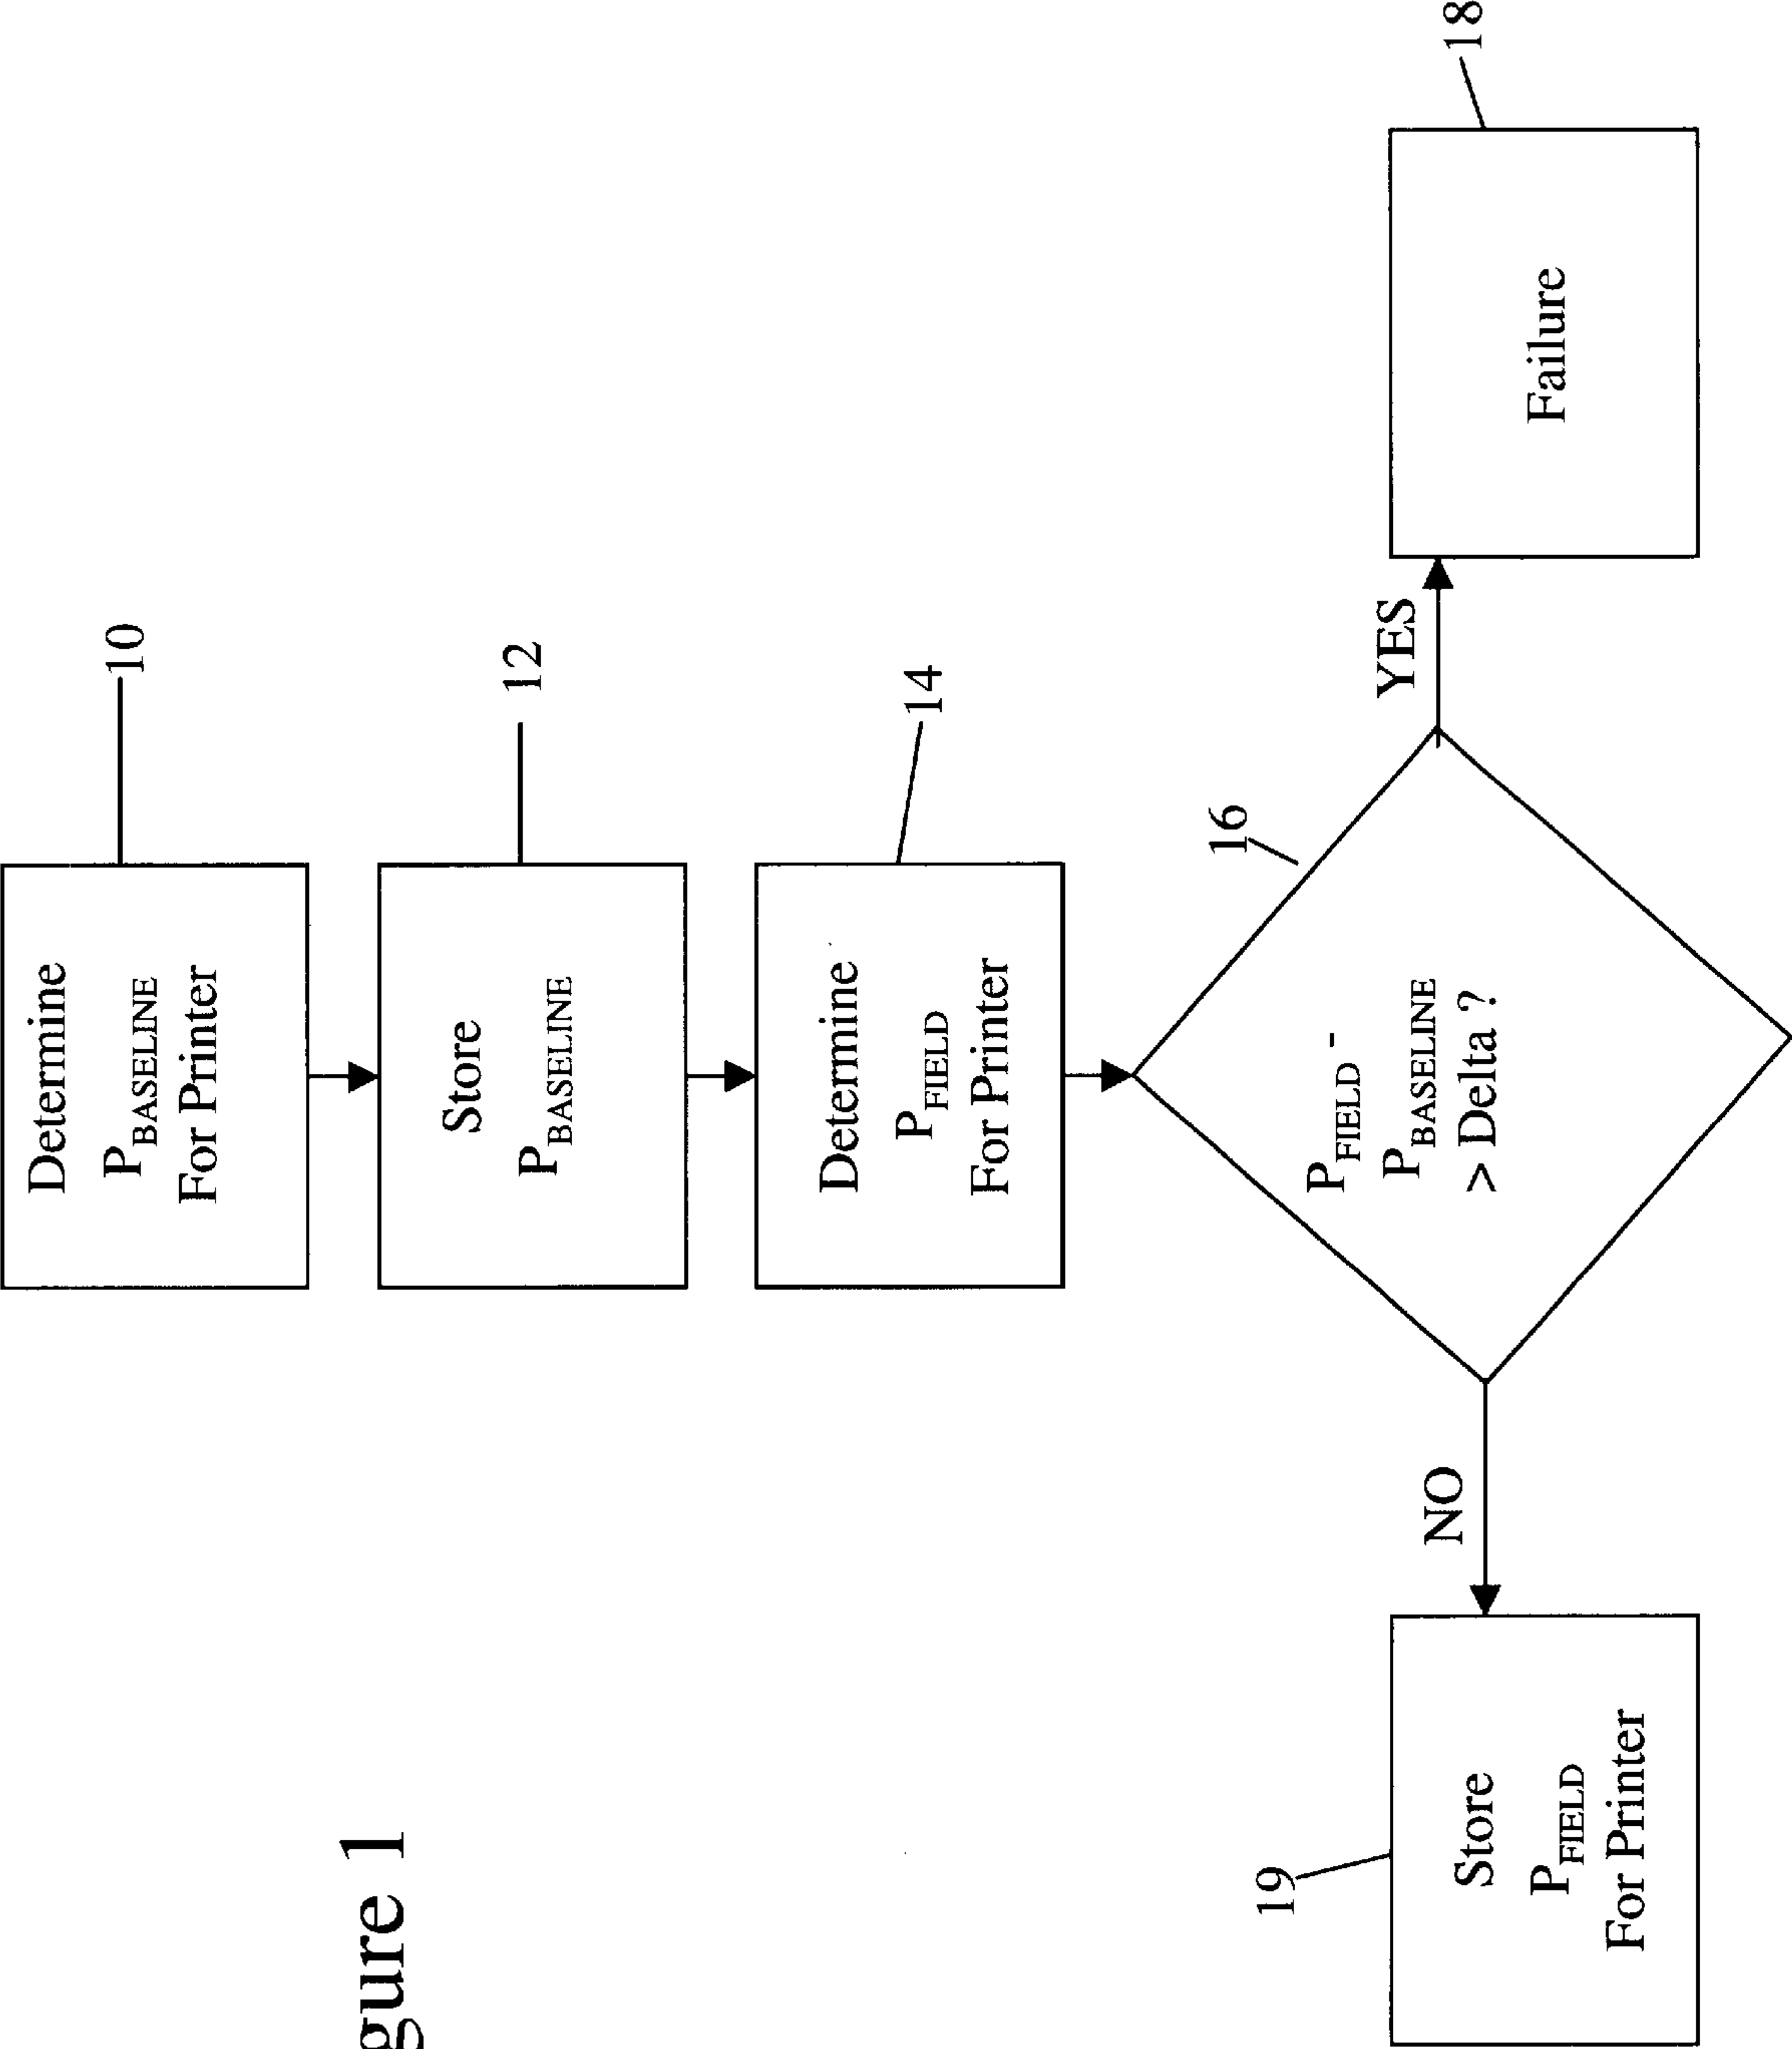 Determine
P BASELINE
For Printer
10
Store
P BASELINE
12
Determine
P FIELD
For Printer
14
16
P FIELD -
P BASELINE
> Delta ?
YES
Failure
18
NO
19
Store
P FIELD
For Printer
gure 1